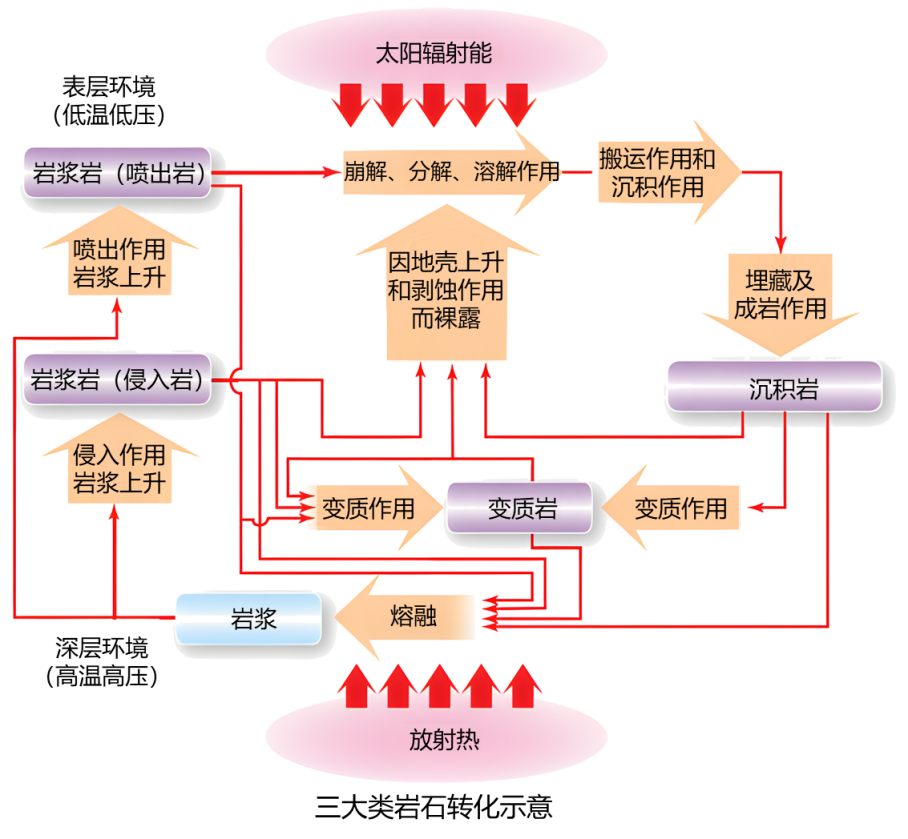 太阳辐射能
表层环境
（低温低压）
岩浆岩（喷出岩）
崩解、分解、溶解作用
搬运作用和
沉积作用
喷出作用
岩浆上升
因地壳上升
和剥蚀作用
而裸露
埋藏及
成岩作用
岩浆岩（侵入岩）
沉积岩
侵入作用
岩浆上升
变质作用
变质岩
变质作用
岩浆
熔融
深层环境
（高温高压）
放射热
三大类岩石转化示意